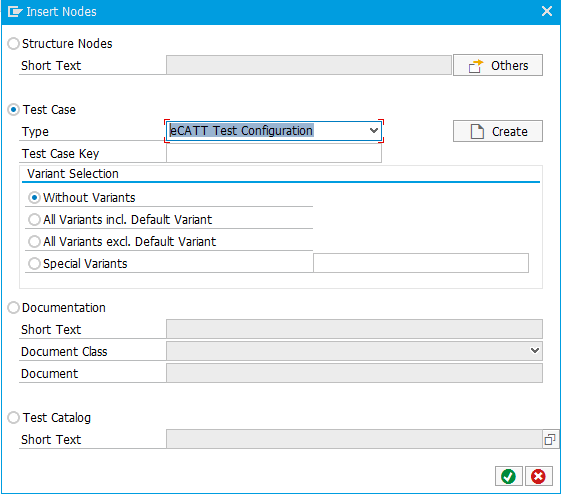 Insert Nodes
Structure Nodes
Short Text
Others
Test Case
Type
eCATT Test Configuration
Create
Test Case Key
Variant Selection
Without Variants
All Variants incl. Default Variant
All Variants excl. Default Variant
Special Variants
Documentation
Short Text
Document Class
Document
Test Catalog
Short Text